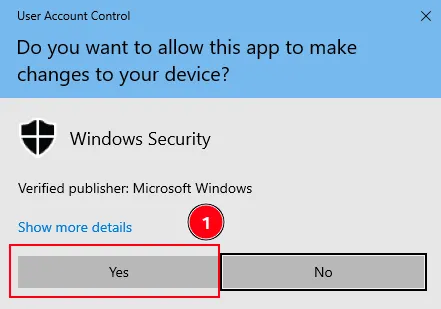 User Account Control
Do you want to allow this app to make
changes to your device?
Windows Security
Verified publisher: Microsoft Windows
Show more details
1
Yes
No